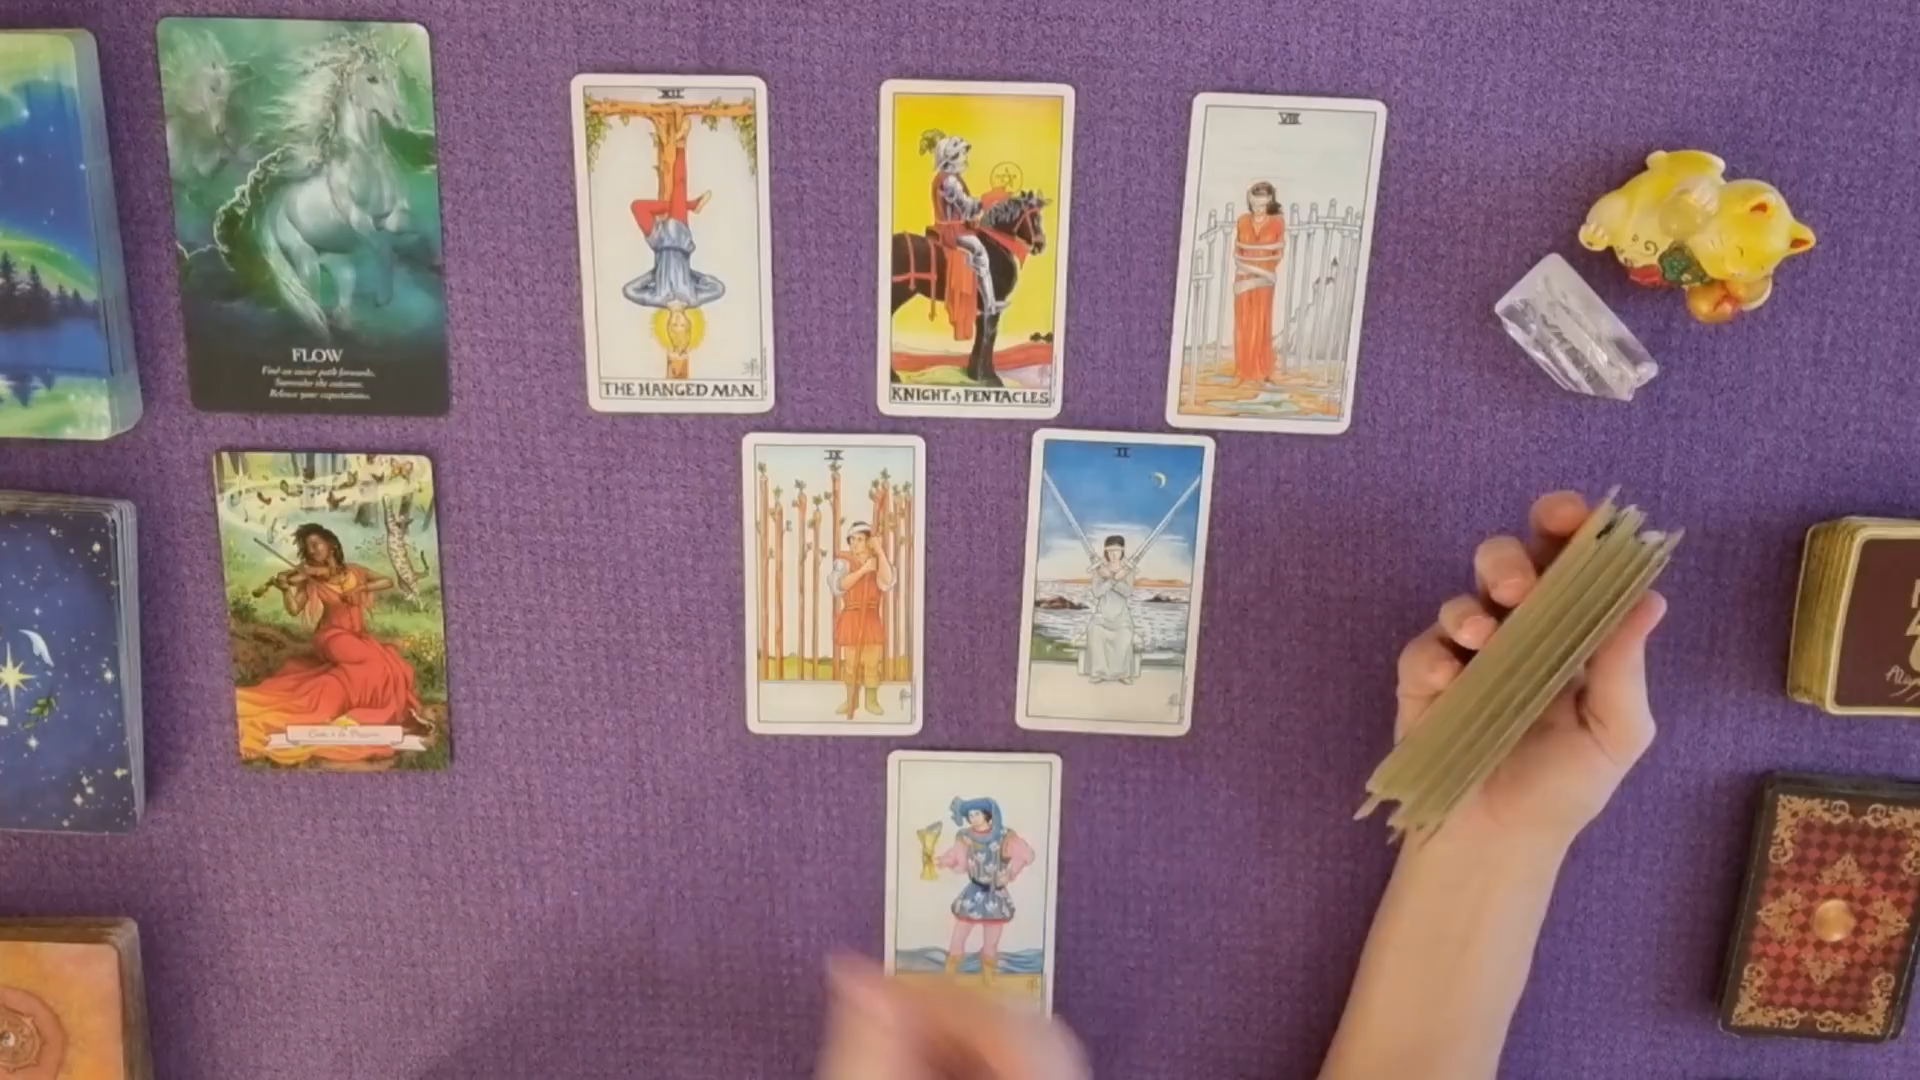 FLOW
Find an easier path forwards.
Surrender the outcome.
Release your expectations.
XII
THE HANGED MAN.
KNIGHT of PENTACLES
VIII
IX
II